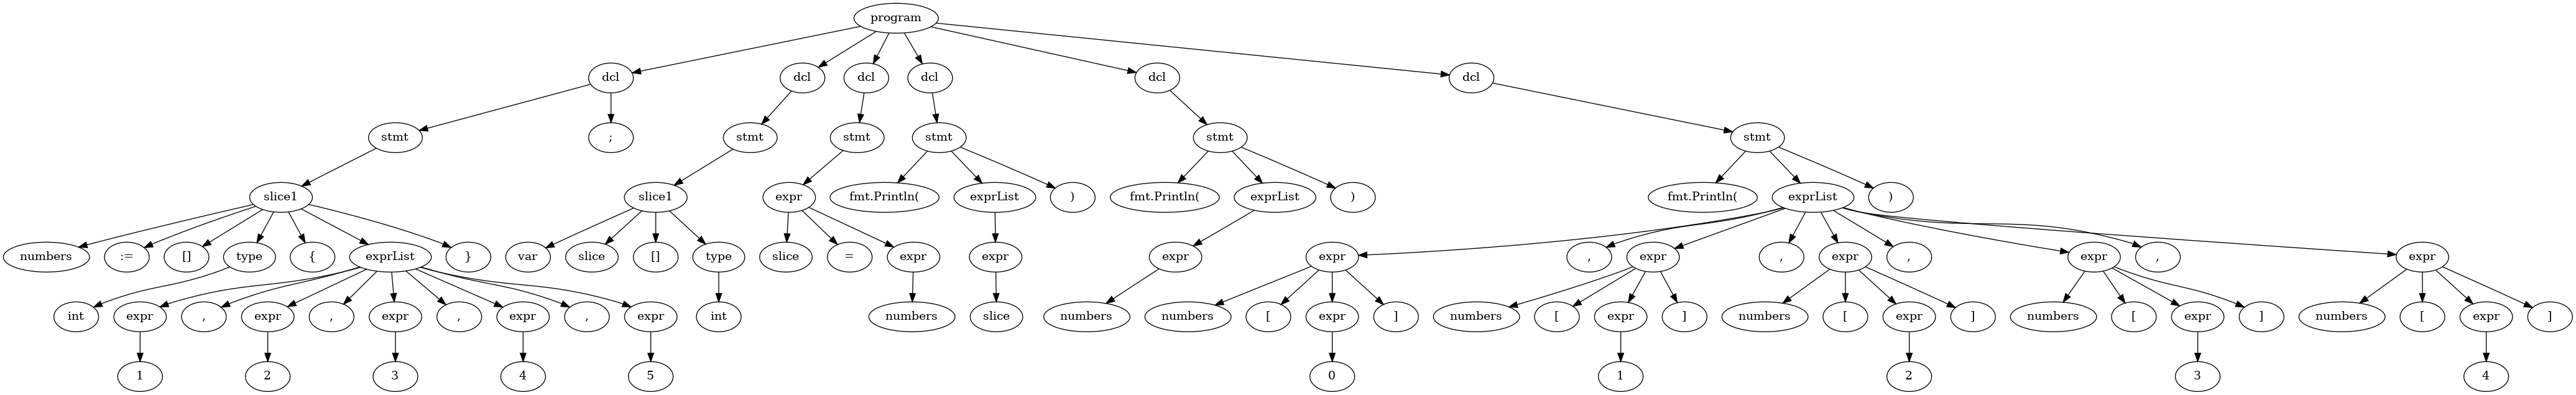 program
dcl dcl dcl dcl dcl dcl
stmt ; stmt stmt stmt stmt stmt
slice1 slice1 expr fmt.Println( exprList ) fmt.Println( exprList ) fmt.Println( exprList )
numbers := [] type { exprList } var slice [] type slice = expr expr expr expr , expr , expr , expr , expr
int expr , expr , expr , expr , expr int numbers slice numbers numbers [ expr ] numbers [ expr ] numbers [ expr ] numbers [ expr ] numbers [ expr ]
1 2 3 4 5 0 1 2 3 4